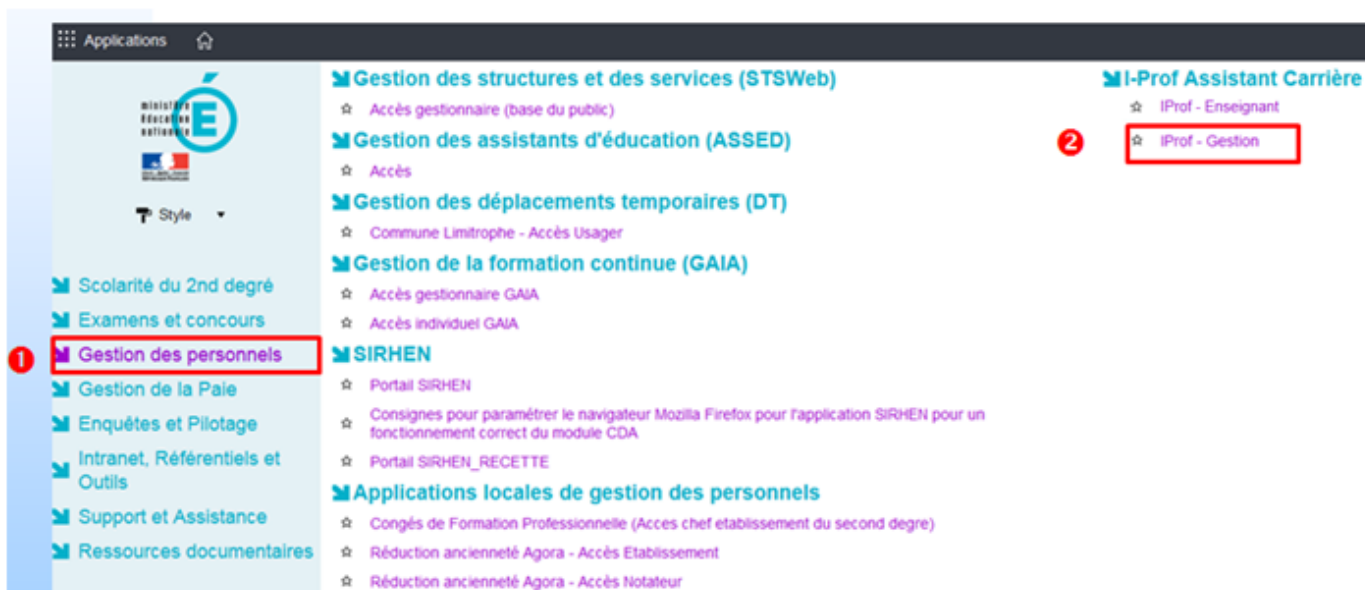 Applications
ministère
éducation
nationale
Style
Scolarité du 2nd degré
Examens et concours
1
Gestion des personnels
Gestion de la Paie
Enquêtes et Pilotage
Intranet, Référentiels et
Outils
Support et Assistance
Ressources documentaires
Gestion des structures et des services (STSWeb)
Accès gestionnaire (base du public)
Gestion des assistants d'éducation (ASSED)
Accès
Gestion des déplacements temporaires (DT)
Commune Limitrophe - Accès Usager
Gestion de la formation continue (GAIA)
Accès gestionnaire GAIA
Accès individuel GAIA
SIRHEN
Portail SIRHEN
Consignes pour paramétrer le navigateur Mozilla Firefox pour l'application SIRHEN pour un
fonctionnement correct du module CDA
Portail SIRHEN_RECETTE
Applications locales de gestion des personnels
Congés de Formation Professionnelle (Acces chef etablissement du second degre)
Réduction ancienneté Agora - Accès Etablissement
Réduction ancienneté Agora - Accès Notateur
I-Prof Assistant Carrière
IProf - Enseignant
2
IProf - Gestion